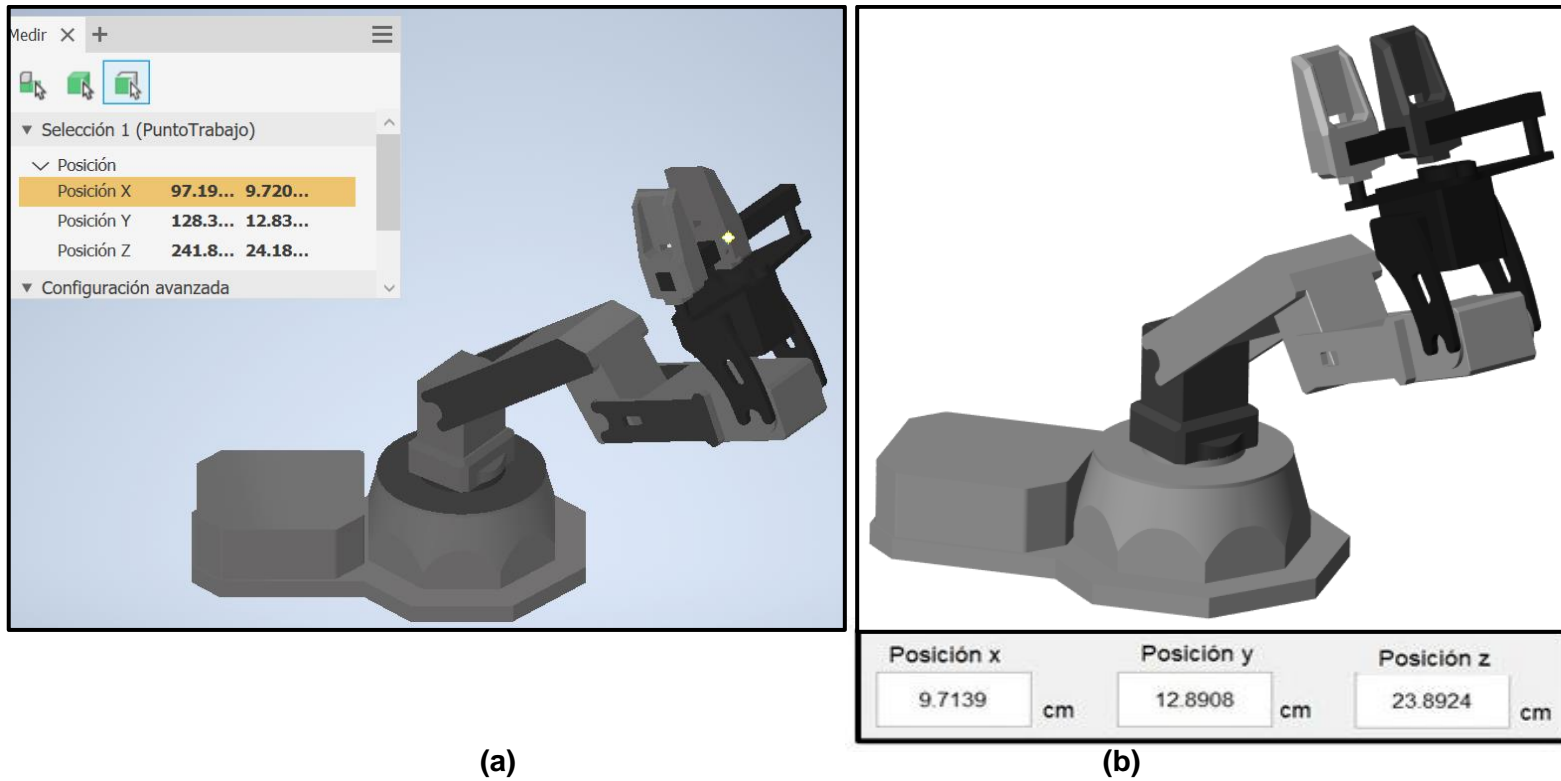 Medir
Selección 1 (PuntoTrabajo)
Posición
Posición X 97.19... 9.720...
Posición Y 128.3... 12.83...
Posición Z 241.8... 24.18...
Configuración avanzada
Posición x Posición y Posición z
9.7139 cm 12.8908 cm 23.8924 cm
(a) (b)